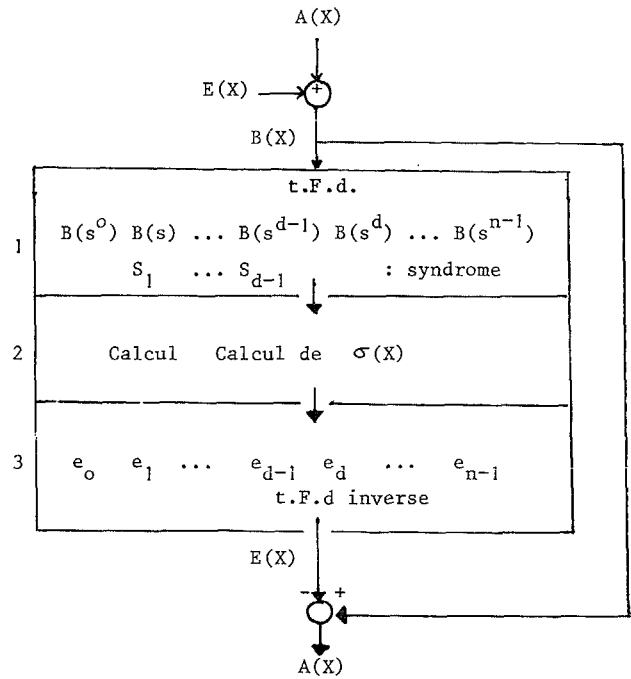 A(X)
E(X) +
B(X)
t.F.d.
1 B(s^o) B(s) ... B(s^{d-1}) B(s^d) ... B(s^{n-1})
S_1 ... S_{d-1} : syndrome
2 Calcul Calcul de σ(X)
3 e_o e_1 ... e_{d-1} e_d ... e_{n-1}
t.F.d inverse
E(X)
- +
A(X)